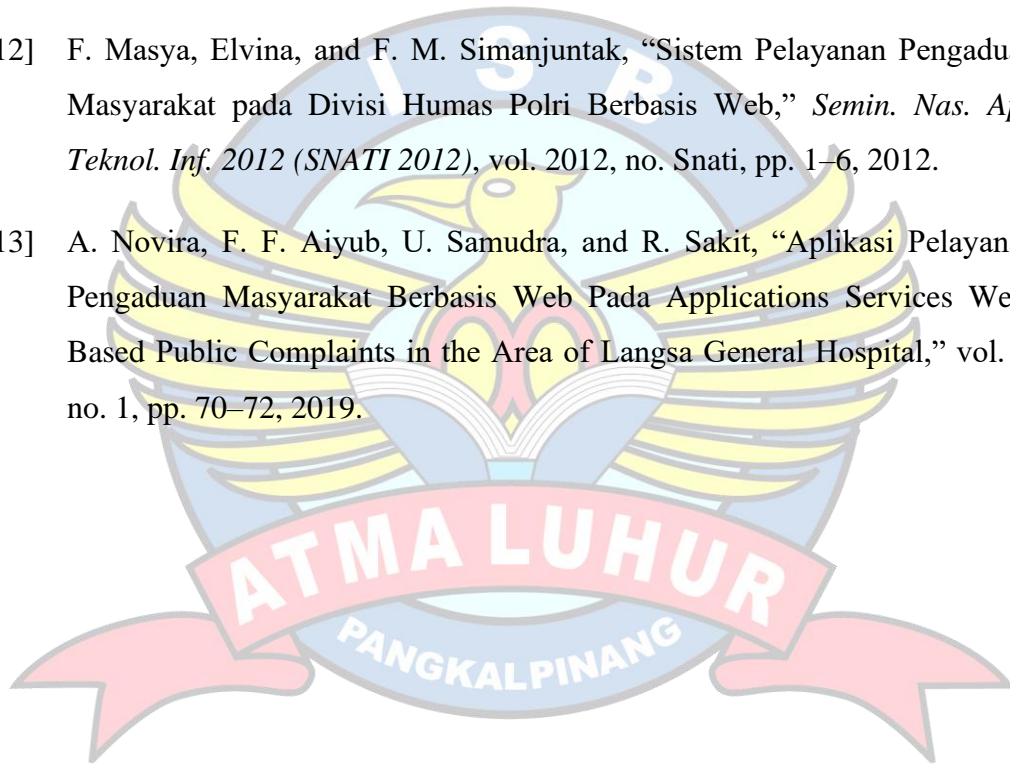 12] F. Masya, Elvina, and F. M. Simanjuntak, “Sistem Pelayanan Pengadua
Masyarakat pada Divisi Humas Polri Berbasis Web,” Semin. Nas. Ap
Teknol. Inf. 2012 (SNATI 2012), vol. 2012, no. Snati, pp. 1–6, 2012.
13] A. Novira, F. F. Aiyub, U. Samudra, and R. Sakit, “Aplikasi Pelayan
Pengaduan Masyarakat Berbasis Web Pada Applications Services We
Based Public Complaints in the Area of Langsa General Hospital,” vol.
no. 1, pp. 70–72, 2019.
I S B
ATMA LUHUR
PANGKALPINANG